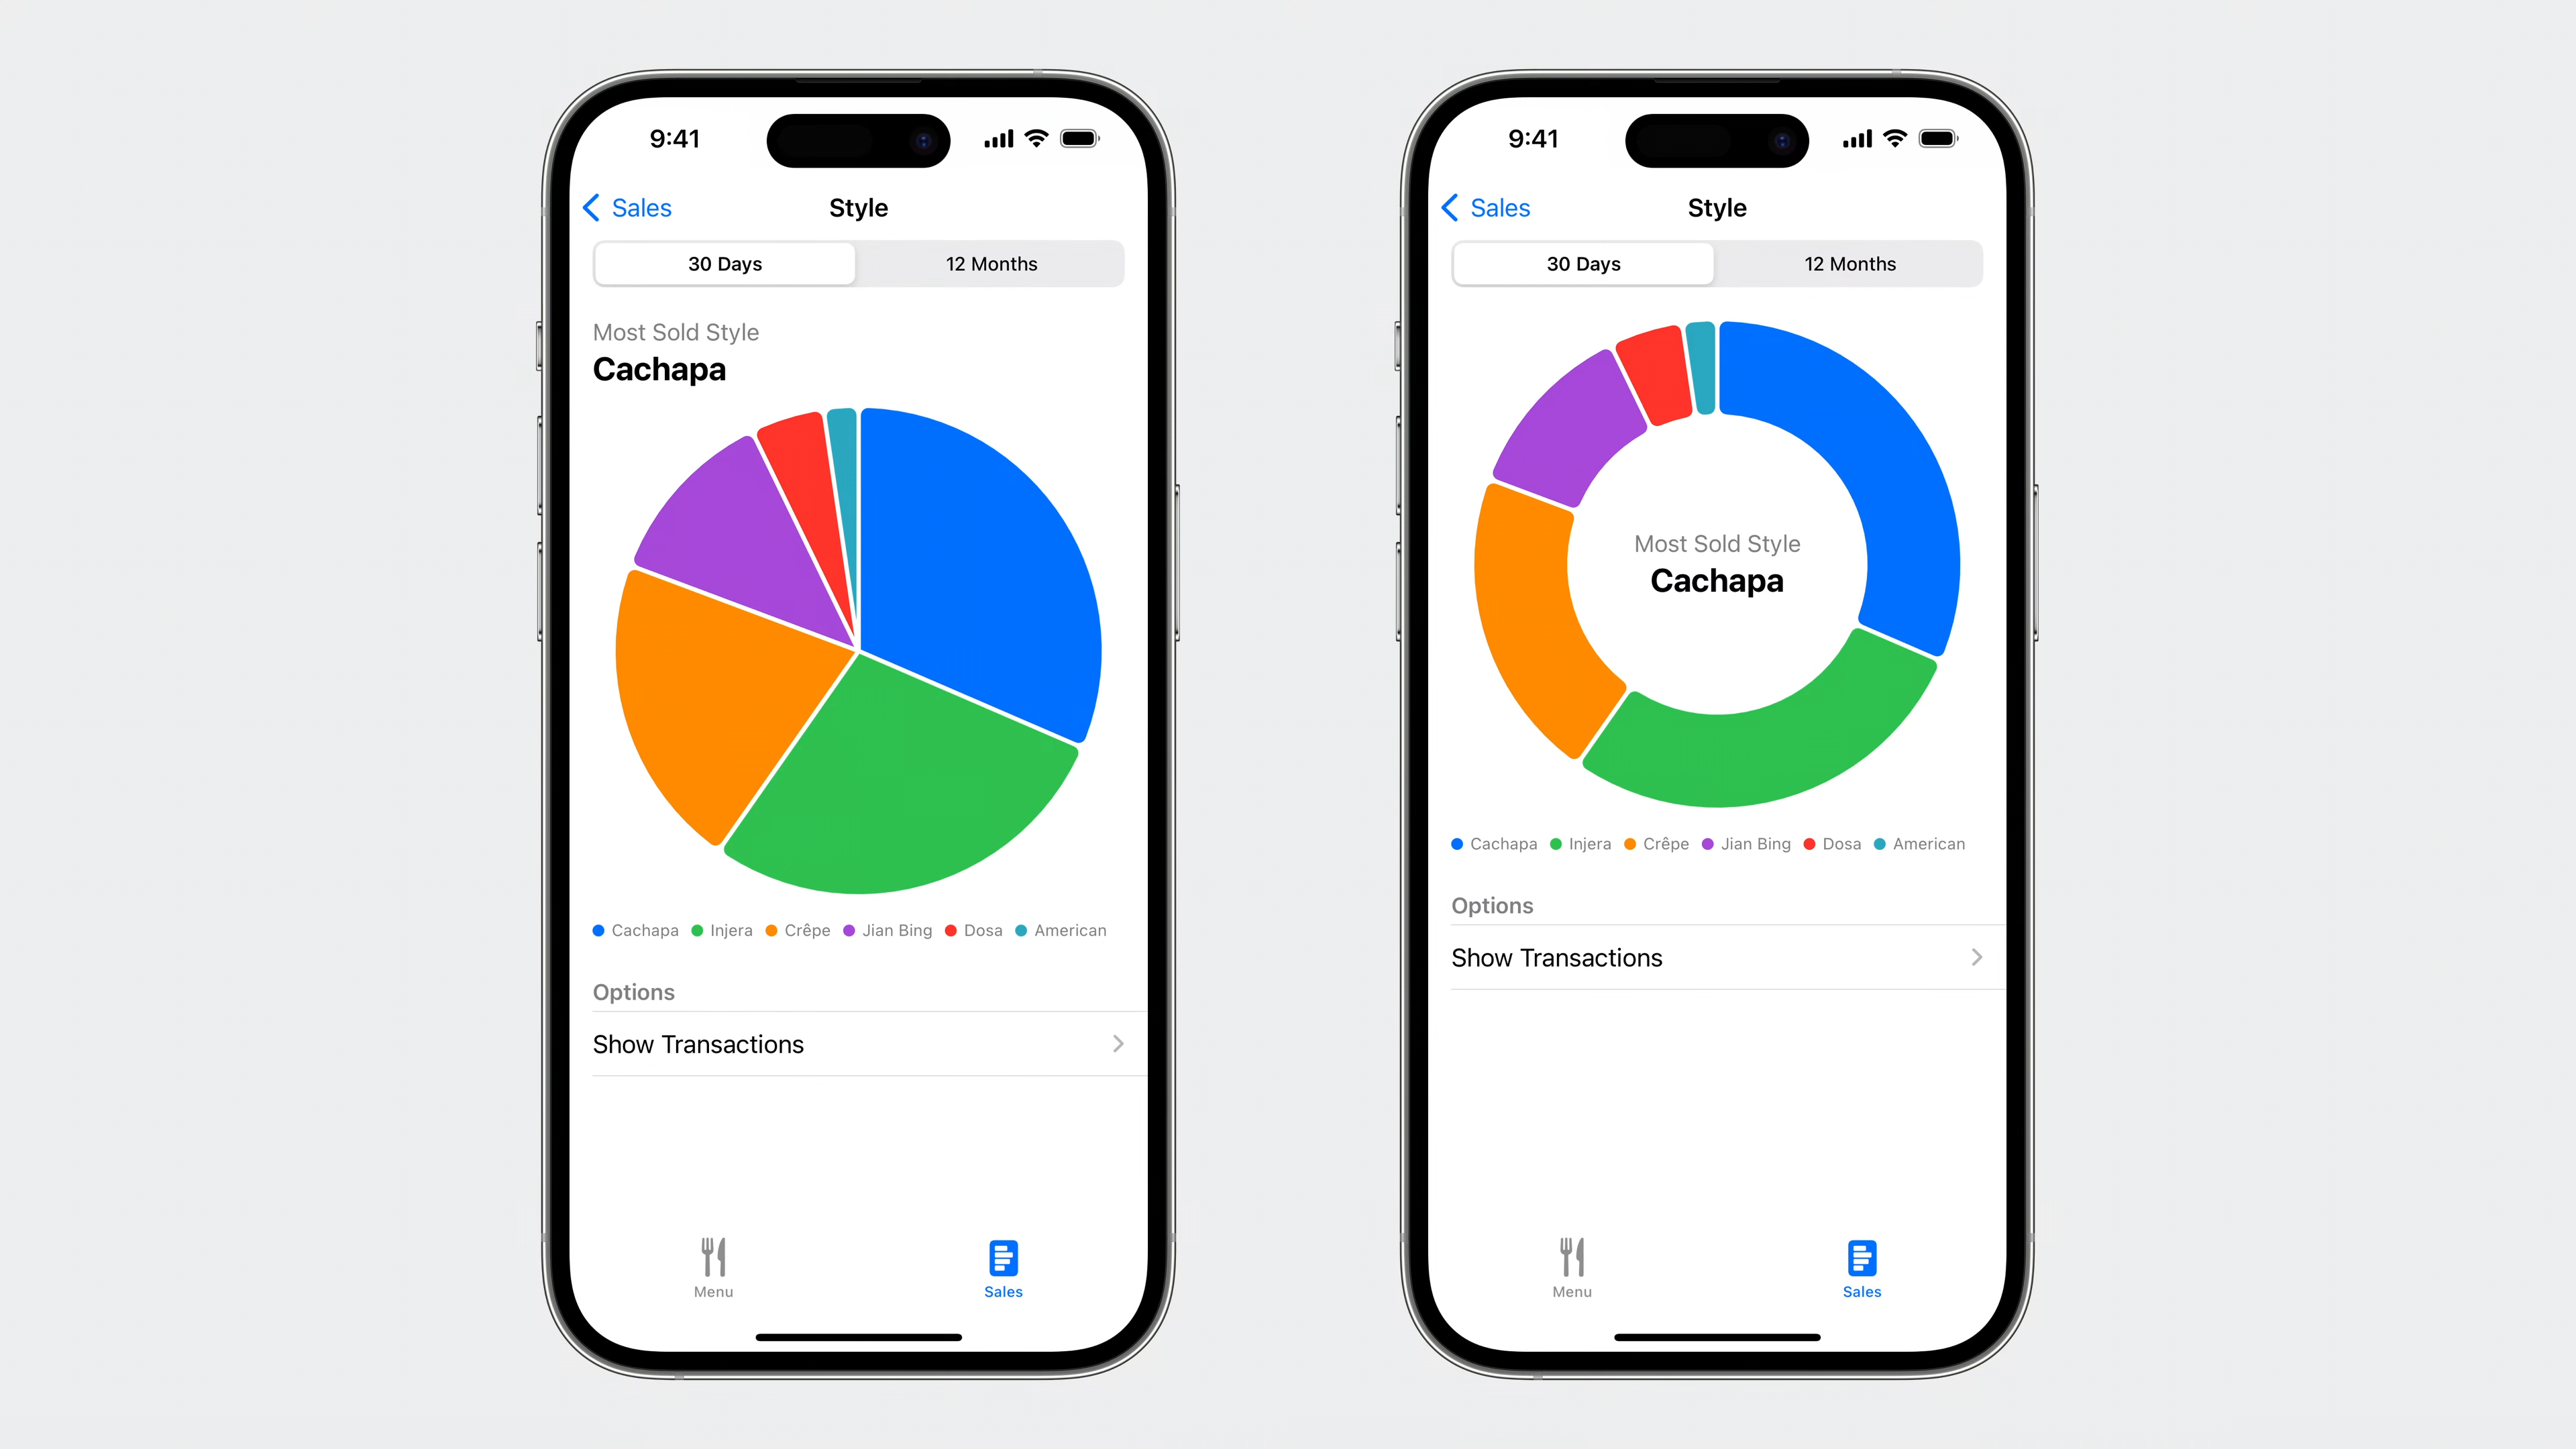 9:41
Sales Style
30 Days 12 Months
Most Sold Style
Cachapa
Cachapa Injera Crêpe Jian Bing Dosa American
Options
Show Transactions
Menu Sales
9:41
Sales Style
30 Days 12 Months
Most Sold Style
Cachapa
Cachapa Injera Crêpe Jian Bing Dosa American
Options
Show Transactions
Menu Sales